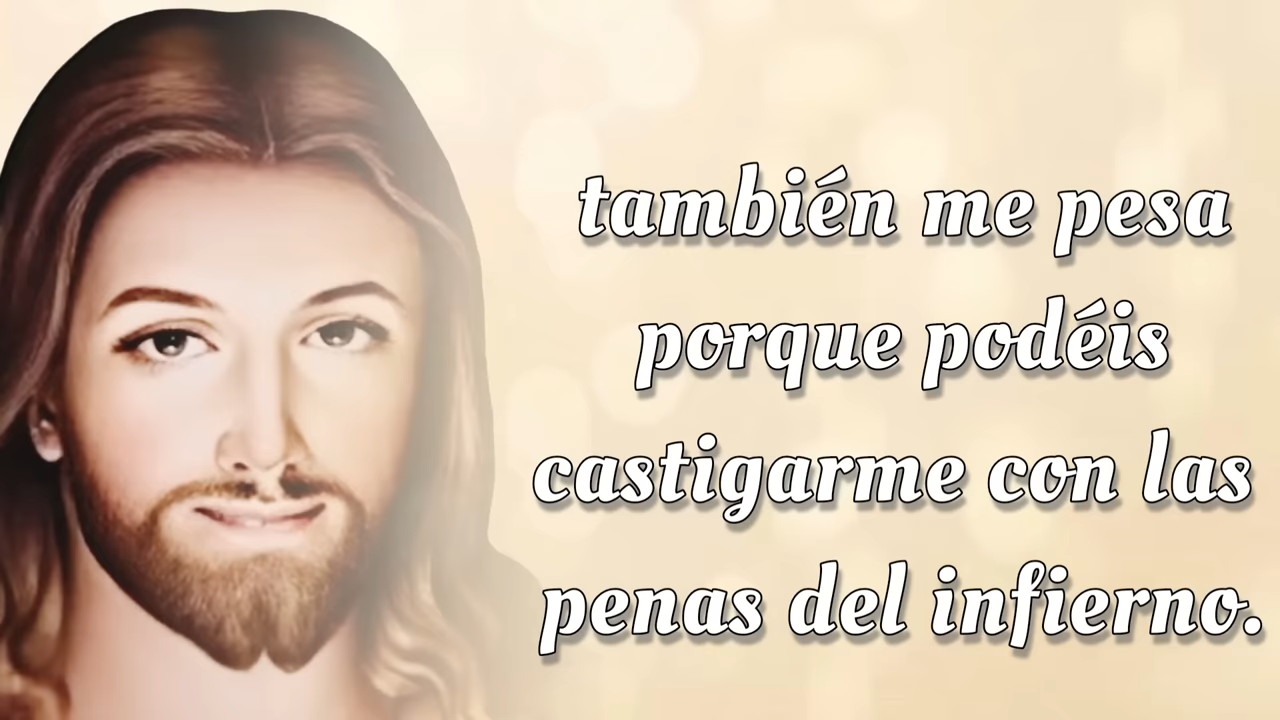 también me pesa
porque podéis
castigarme con las
penas del infierno.